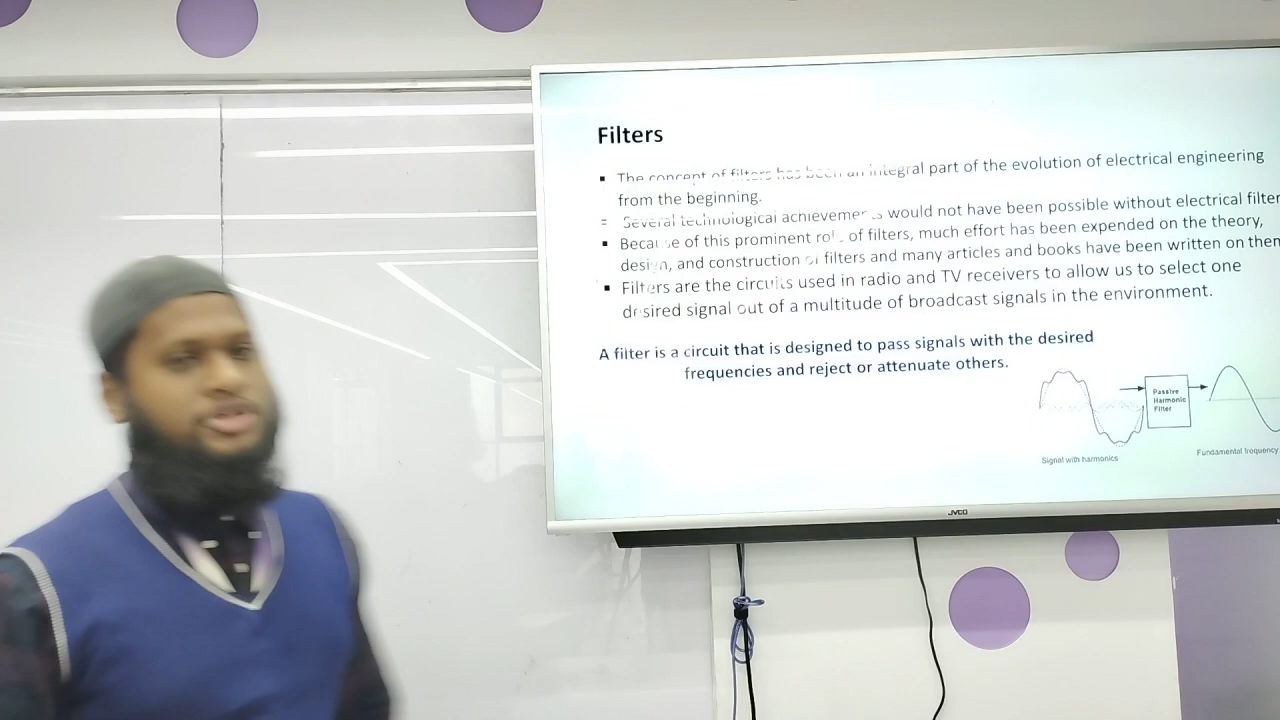 Filters
▪ The concept of filters has been an integral part of the evolution of electrical engineering
from the beginning.
▪ Several technological achievements would not have been possible without electrical filter
▪ Because of this prominent role of filters, much effort has been expended on the theory,
design, and construction of filters and many articles and books have been written on them
▪ Filters are the circuits used in radio and TV receivers to allow us to select one
desired signal out of a multitude of broadcast signals in the environment.
A filter is a circuit that is designed to pass signals with the desired
frequencies and reject or attenuate others.
Passive
Harmonic
Filter
Signal with harmonics
Fundamental frequency
JVCO